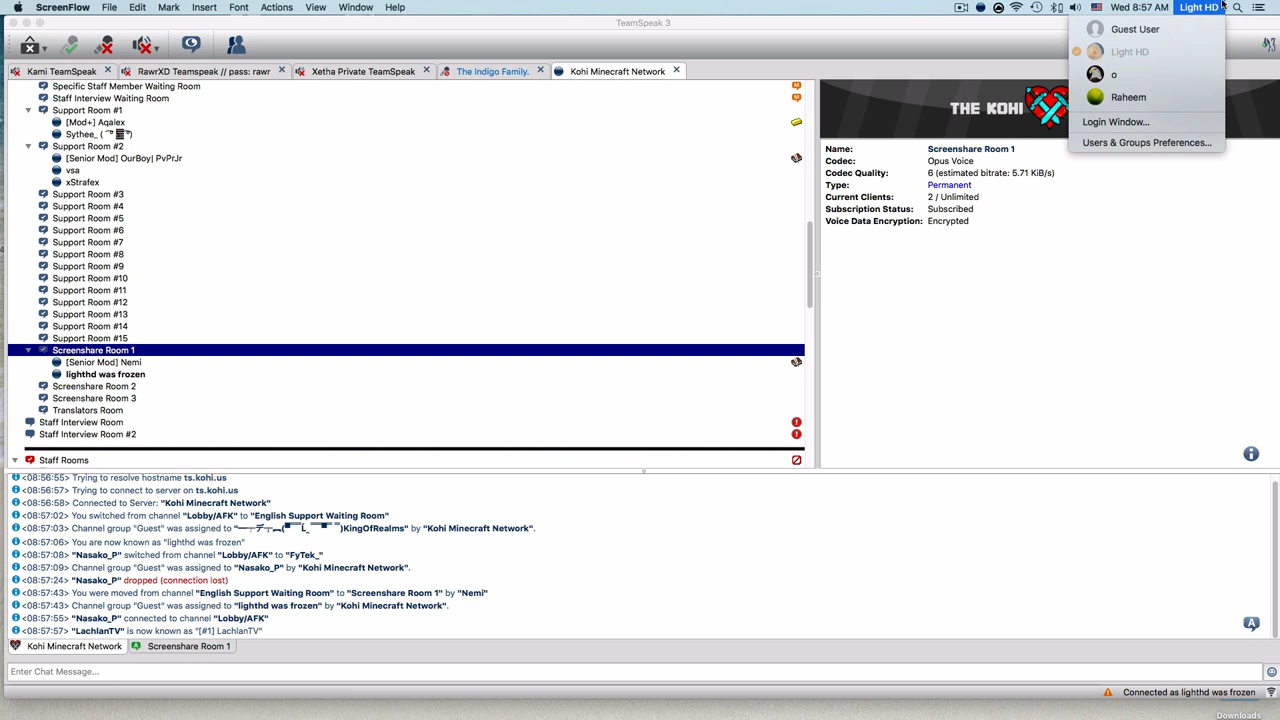 ScreenFlow File Edit Mark Insert Font Actions View Window Help Wed 8:57 AM Light HD
TeamSpeak 3
Guest User
Light HD
o
Raheem
Login Window...
Users & Groups Preferences...
Kami TeamSpeak RawrXD Teamspeak // pass: rawr Xetha Private TeamSpeak The Indigo Family. Kohi Minecraft Network
Specific Staff Member Waiting Room
Staff Interview Waiting Room
Support Room #1
[Mod+] Aqalex
Sythee_ (
Support Room #2
[Senior Mod] OurBoy| PvPrJr
vsa
xStrafex
Support Room #3
Support Room #4
Support Room #5
Support Room #6
Support Room #7
Support Room #8
Support Room #9
Support Room #10
Support Room #11
Support Room #12
Support Room #13
Support Room #14
Support Room #15
Screenshare Room 1
[Senior Mod] Nemi
lighthd was frozen
Screenshare Room 2
Screenshare Room 3
Translators Room
Staff Interview Room
Staff Interview Room #2
Staff Rooms
THE KOHI
Name: Screenshare Room 1
Codec: Opus Voice
Codec Quality: 6 (estimated bitrate: 5.71 KiB/s)
Type: Permanent
Current Clients: 2 / Unlimited
Subscription Status: Subscribed
Voice Data Encryption: Encrypted
<08:56:55> Trying to resolve hostname ts.kohi.us
<08:56:57> Trying to connect to server on ts.kohi.us
<08:56:58> Connected to Server: "Kohi Minecraft Network"
<08:57:02> You switched from channel "Lobby/AFK" to "English Support Waiting Room"
<08:57:03> Channel group "Guest" was assigned to KingOfRealms" by "Kohi Minecraft Network".
<08:57:06> You are now known as "lighthd was frozen"
<08:57:08> "Nasako_P" switched from channel "Lobby/AFK" to "FyTek_"
<08:57:09> Channel group "Guest" was assigned to "Nasako_P" by "Kohi Minecraft Network".
<08:57:24> "Nasako_P" dropped (connection lost)
<08:57:43> You were moved from channel "English Support Waiting Room" to "Screenshare Room 1" by "Nemi"
<08:57:43> Channel group "Guest" was assigned to "lighthd was frozen" by "Kohi Minecraft Network".
<08:57:55> "Nasako_P" connected to channel "Lobby/AFK"
<08:57:57> "LachlanTV" is now known as "[#1] LachlanTV"
Kohi Minecraft Network Screenshare Room 1
Enter Chat Message...
Connected as lighthd was frozen
Downloads